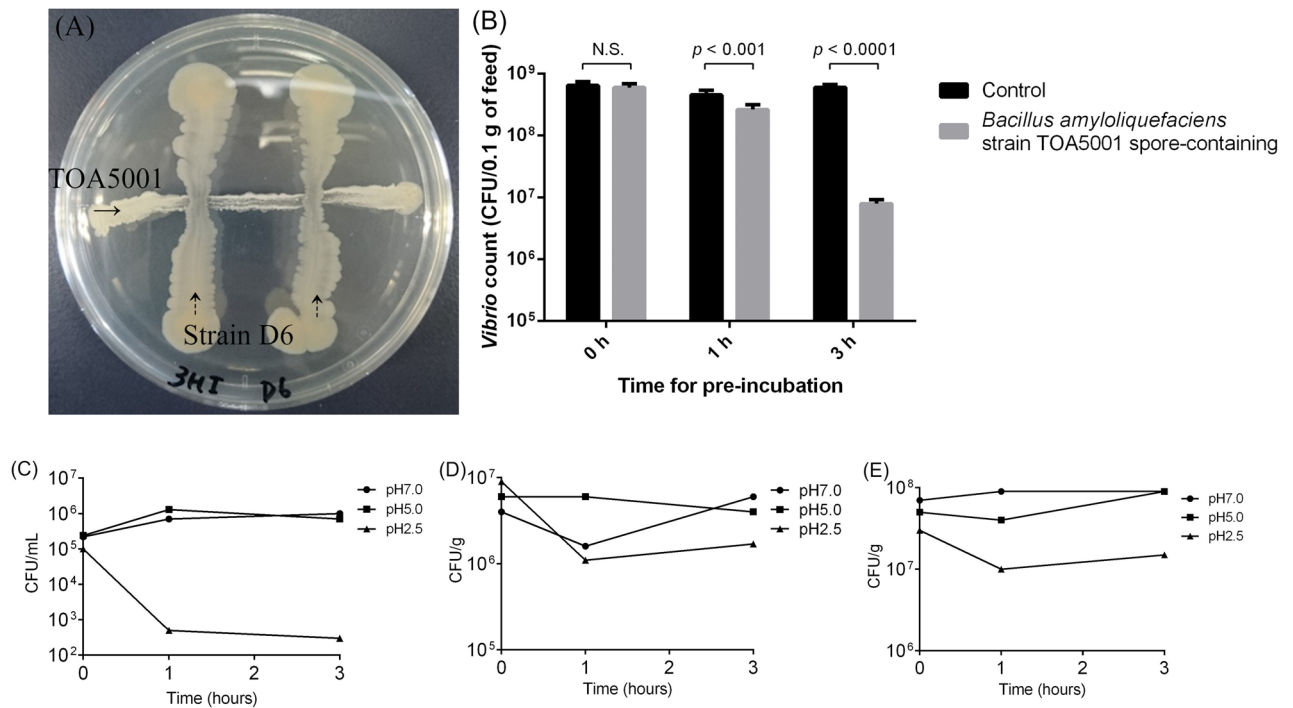 (A)
TOA5001
→
Strain D6
3HI D6
(B)
N.S.
p < 0.001
p < 0.0001
10⁹
10⁸
10⁷
10⁶
10⁵
Vibrio count (CFU/0.1 g of feed)
0 h
1 h
3 h
Time for pre-incubation
Control
Bacillus amyloliquefaciens
strain TOA5001 spore-containing
(C)
10⁷
10⁶
10⁵
10⁴
10³
10²
CFU/mL
0
1
2
3
Time (hours)
pH7.0
pH5.0
pH2.5
(D)
10⁷
10⁶
10⁵
CFU/g
0
1
2
3
Time (hours)
pH7.0
pH5.0
pH2.5
(E)
10⁸
10⁷
10⁶
CFU/g
0
1
2
3
Time (hours)
pH7.0
pH5.0
pH2.5